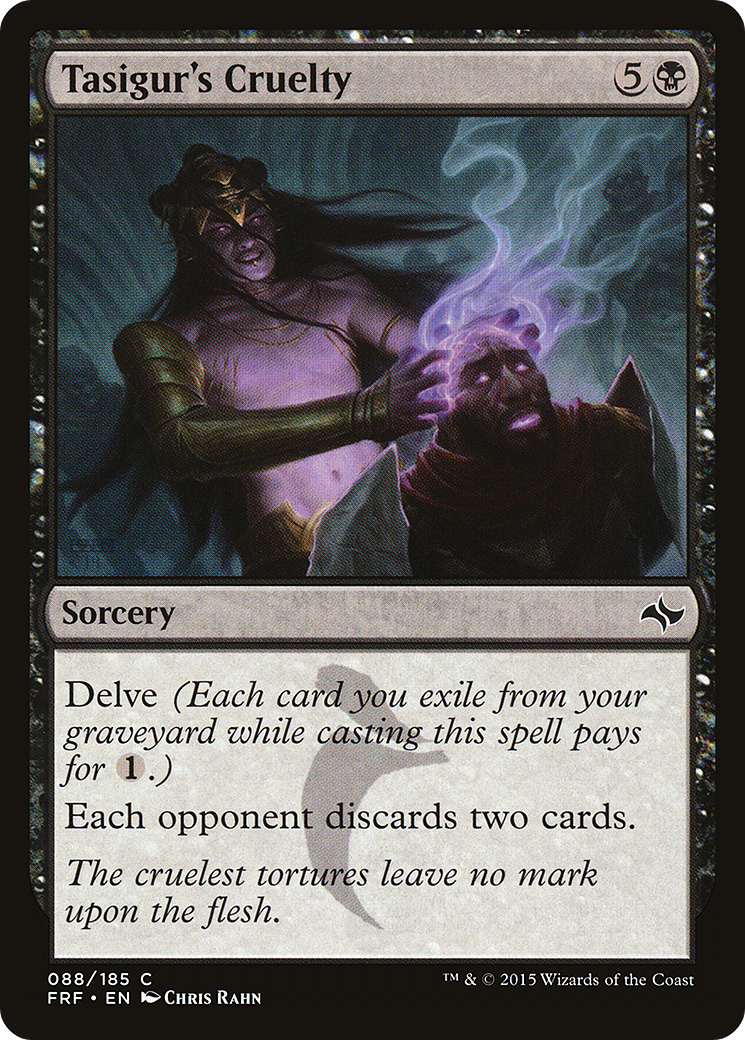 Tasigur's Cruelty 5
Sorcery
Delve (Each card you exile from your
graveyard while casting this spell pays
for 1.)
Each opponent discards two cards.
The cruelest tortures leave no mark
upon the flesh.
088/185 C
FRF • EN Chris Rahn
™ & © 2015 Wizards of the Coast